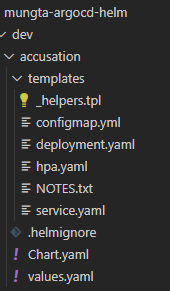 mungta-argocd-helm
dev
accusation
templates
_helpers.tpl
configmap.yml
deployment.yaml
hpa.yaml
NOTES.txt
service.yaml
.helmignore
Chart.yaml
values.yaml